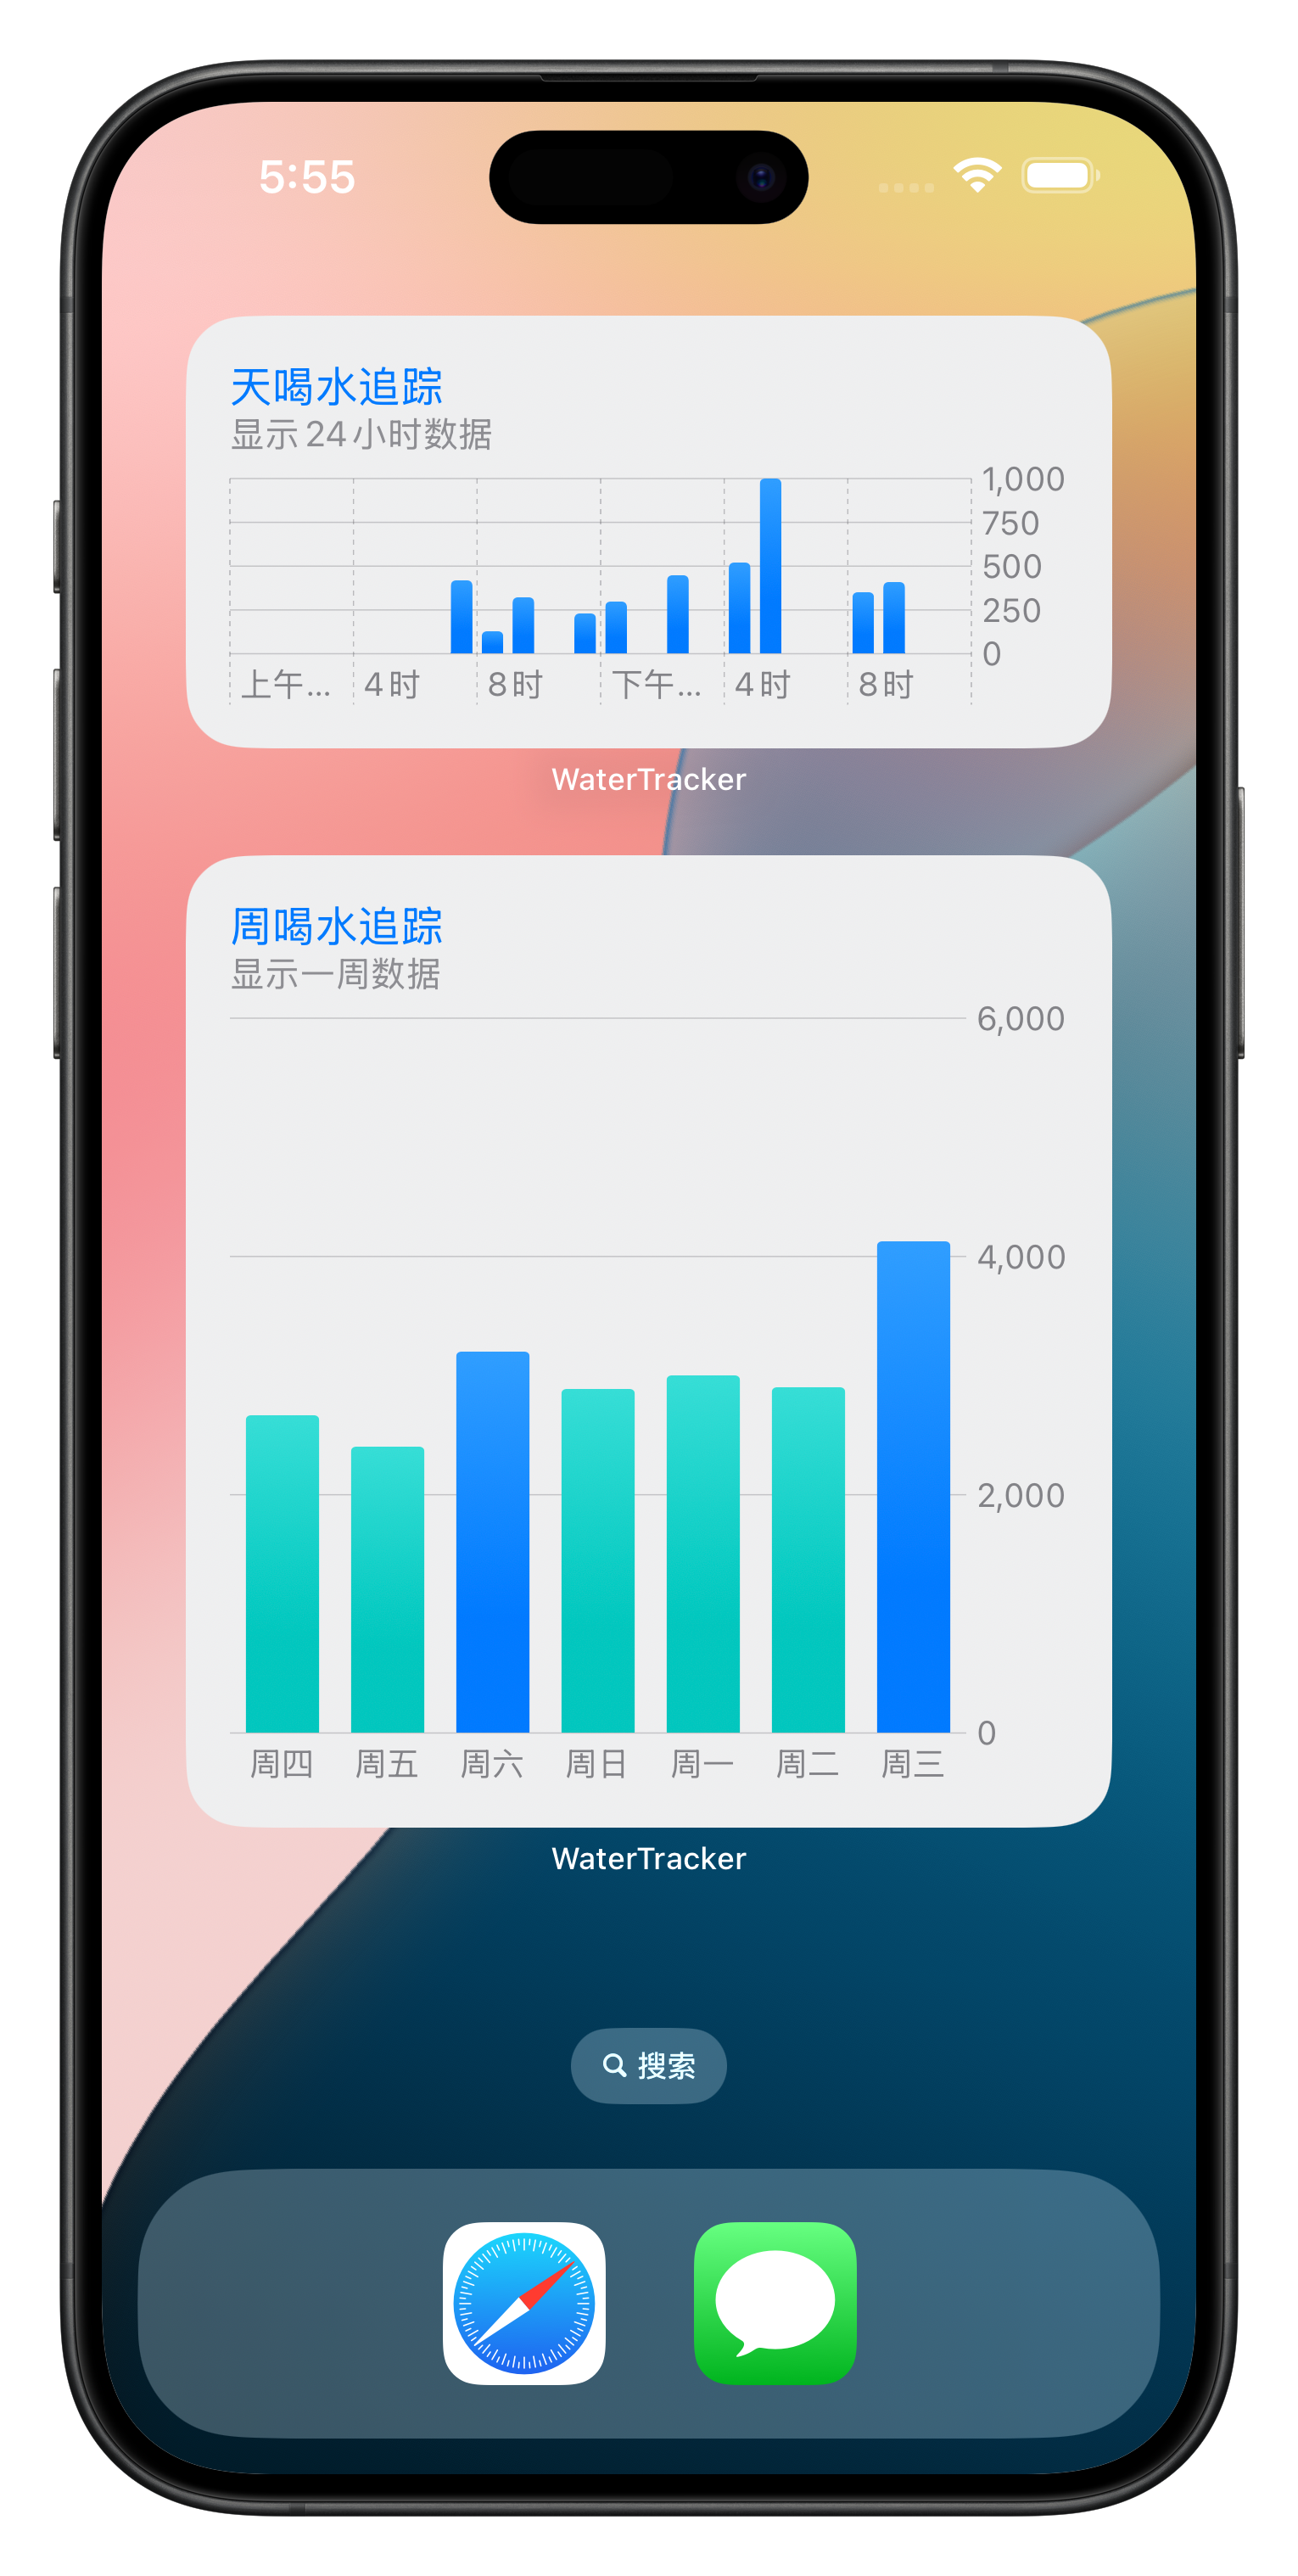 5:55
天喝水追踪
显示 24 小时数据
1,000
750
500
250
0
上午... 4 时 8 时 下午... 4 时 8 时
WaterTracker
周喝水追踪
显示一周数据
6,000
4,000
2,000
0
周四 周五 周六 周日 周一 周二 周三
WaterTracker
搜索